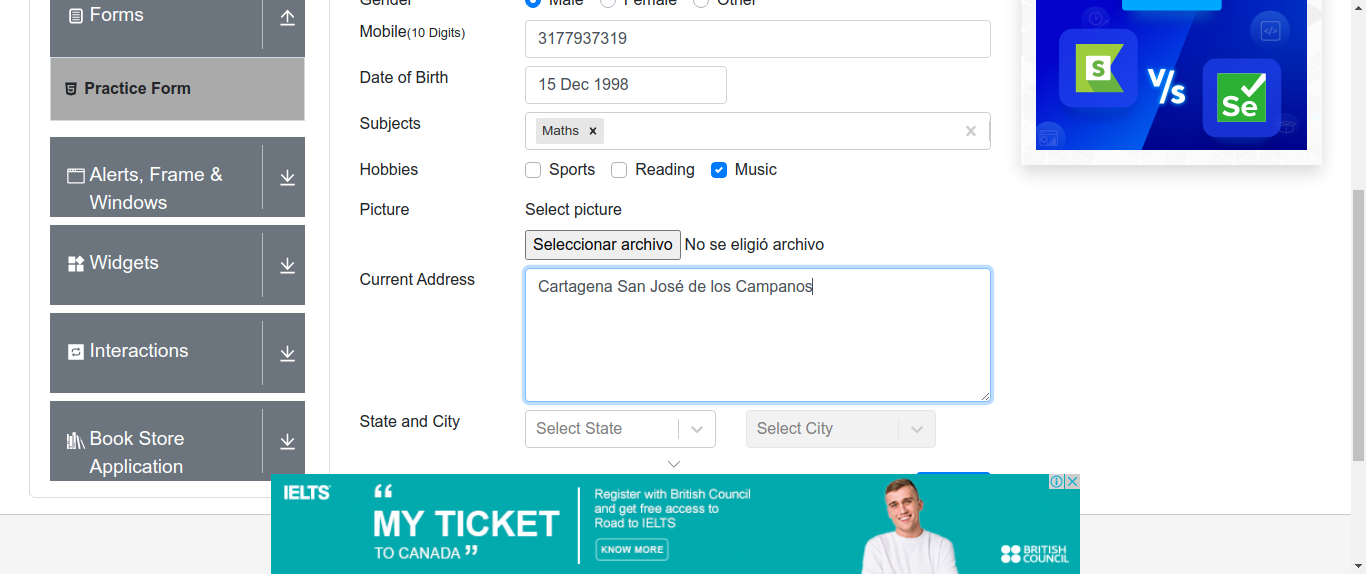 Forms
Practice Form
Alerts, Frame &
Windows
Widgets
Interactions
Book Store
Application
Male
Female
Other
Mobile(10 Digits)
3177937319
Date of Birth
15 Dec 1998
Subjects
Maths ×
Hobbies
Sports
Reading
Music
Picture
Select picture
Seleccionar archivo
No se eligió archivo
Current Address
Cartagena San José de los Campanos
State and City
Select State
Select City
S
V/s
Se
IELTS
“
MY TICKET
TO CANADA ”
Register with British Council
and get free access to
Road to IELTS
KNOW MORE
BRITISH
COUNCIL